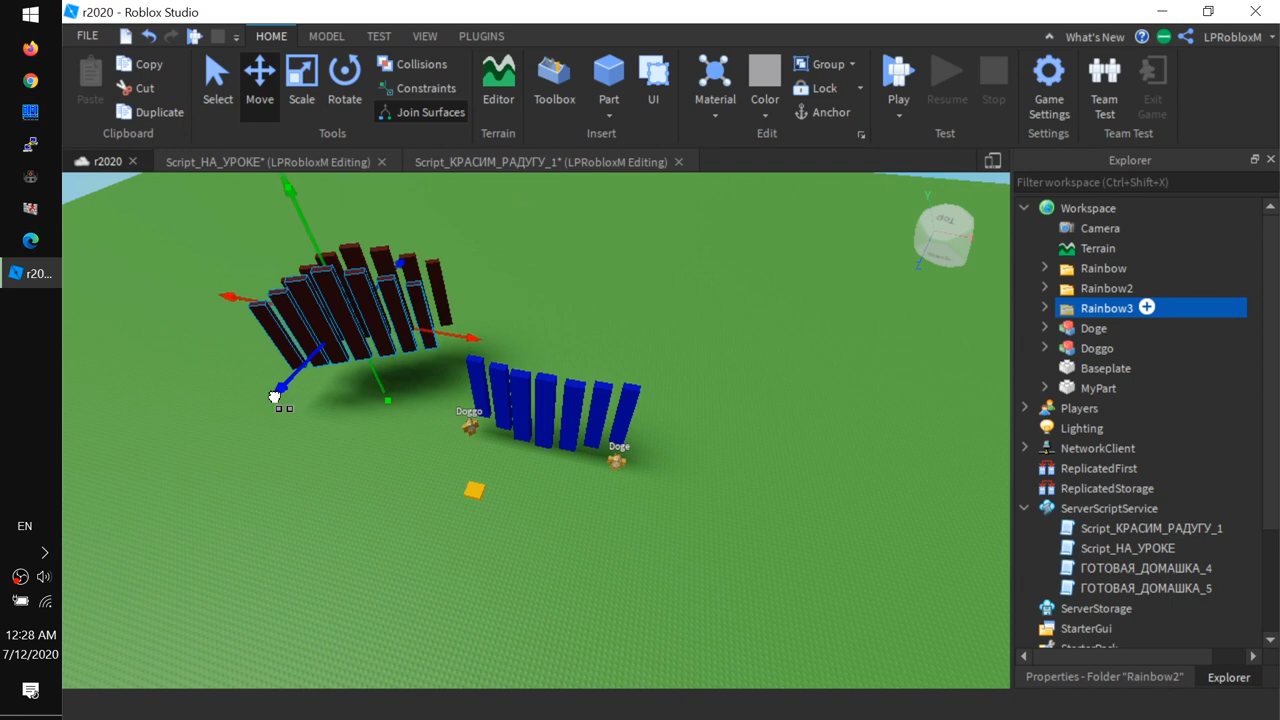 r2020 - Roblox Studio
FILE
HOME
MODEL
TEST
VIEW
PLUGINS
What's New
LPRobloxM
Paste
Copy
Cut
Duplicate
Clipboard
Select
Move
Scale
Rotate
Collisions
Constraints
Join Surfaces
Tools
Editor
Terrain
Toolbox
Part
UI
Insert
Material
Color
Group
Lock
Anchor
Edit
Play
Resume
Stop
Test
Game
Settings
Settings
Team
Test
Exit
Game
Team Test
r2020
Script_НА_УРОКЕ* (LPRobloxM Editing)
Script_КРАСИМ_РАДУГУ_1* (LPRobloxM Editing)
Explorer
Filter workspace (Ctrl+Shift+X)
Workspace
Camera
Terrain
Rainbow
Rainbow2
Rainbow3
Doge
Doggo
Baseplate
MyPart
Players
Lighting
NetworkClient
ReplicatedFirst
ReplicatedStorage
ServerScriptService
Script_КРАСИМ_РАДУГУ_1
Script_НА_УРОКЕ
ГОТОВАЯ_ДОМАШКА_4
ГОТОВАЯ_ДОМАШКА_5
ServerStorage
StarterGui
StarterPack
Properties - Folder "Rainbow2"
Explorer
Y
Top
Doggo
Doge
r20...
EN
12:28 AM
7/12/2020